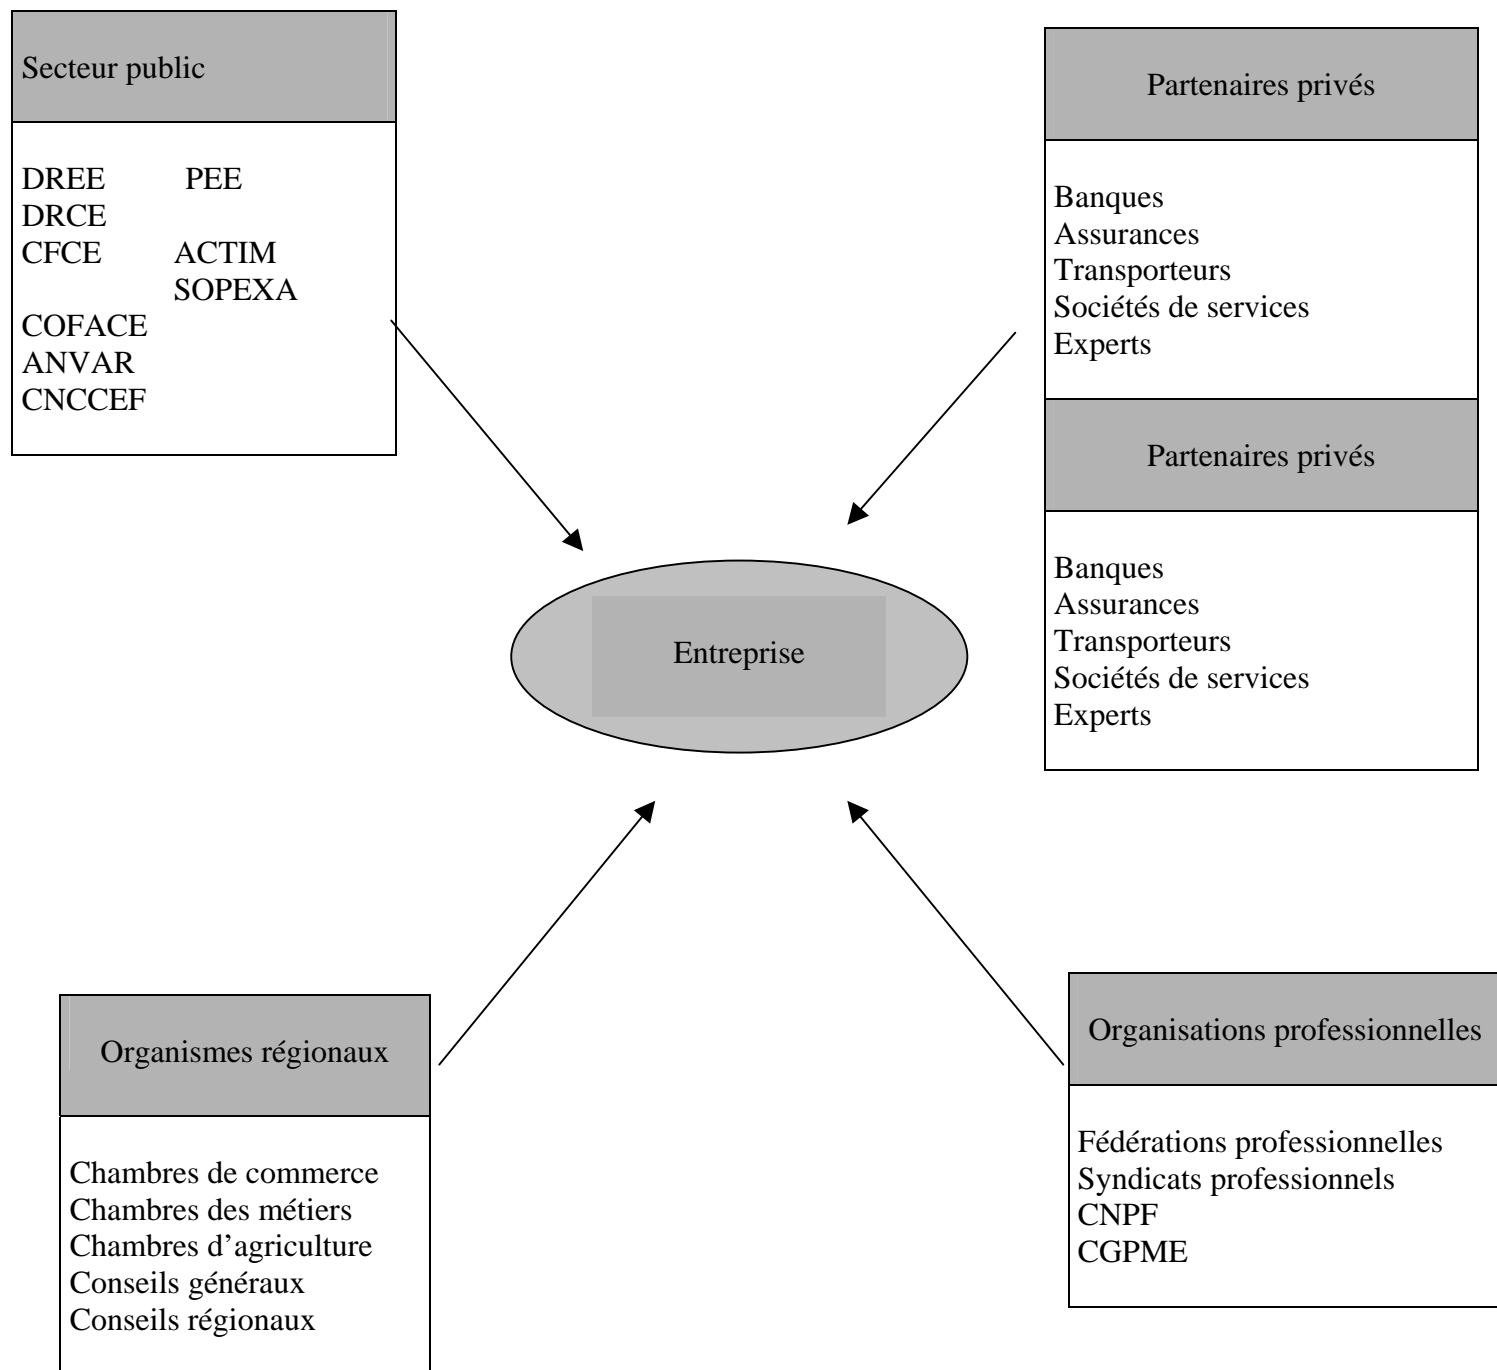 Secteur public
DREE PEE
DRCE
CFCE ACTIM
SOPEXA
COFACE
ANVAR
CNCCEF
Partenaires privés
Banques
Assurances
Transporteurs
Sociétés de services
Experts
Partenaires privés
Banques
Assurances
Transporteurs
Sociétés de services
Experts
Entreprise
Organismes régionaux
Chambres de commerce
Chambres des métiers
Chambres d’agriculture
Conseils généraux
Conseils régionaux
Organisations professionnelles
Fédérations professionnelles
Syndicats professionnels
CNPF
CGPME